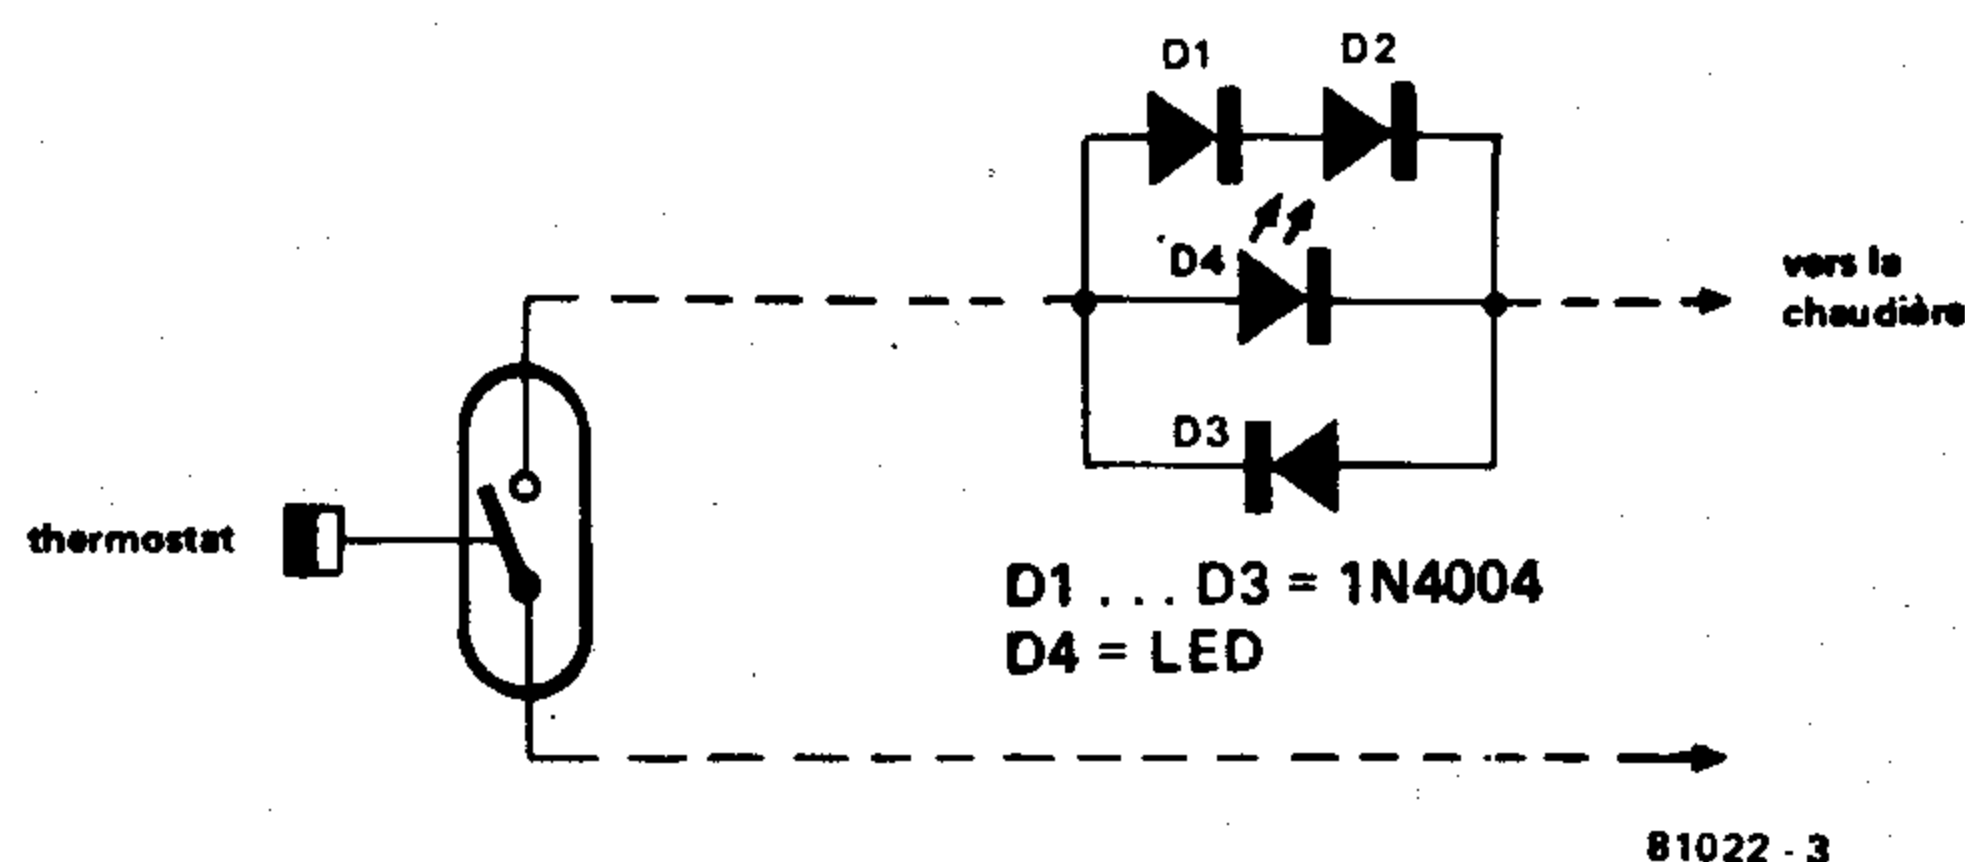 D1
D2
D4
vers la
chaudière
D3
thermostat
D1 . . . D3 = 1N4004
D4 = LED
81022 - 3